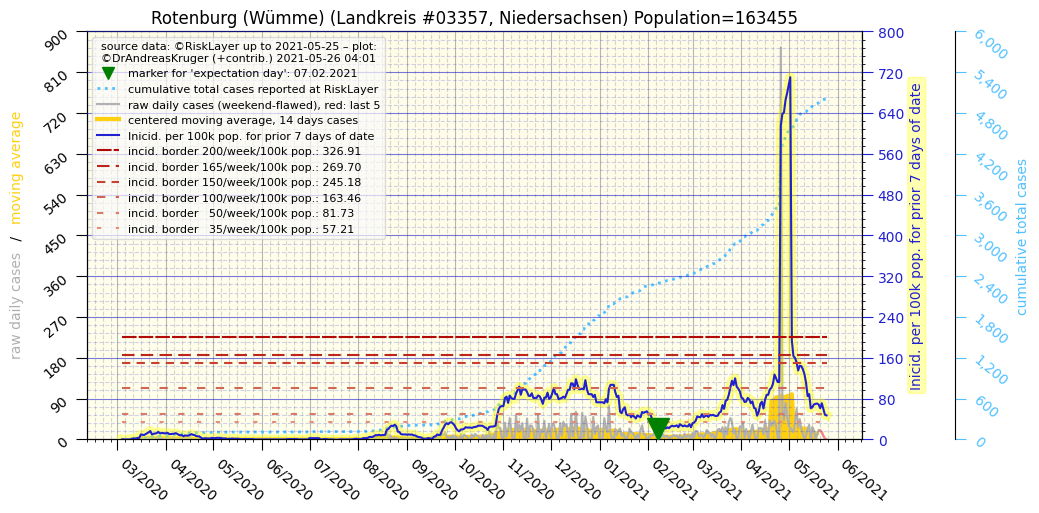 Rotenburg (Wümme) (Landkreis #03357, Niedersachsen) Population=163455
source data: ©RiskLayer up to 2021-05-25 – plot:
©DrAndreasKruger (+contrib.) 2021-05-26 04:01
marker for 'expectation day': 07.02.2021
cumulative total cases reported at RiskLayer
raw daily cases (weekend-flawed), red: last 5
centered moving average, 14 days cases
Inicid. per 100k pop. for prior 7 days of date
incid. border 200/week/100k pop.: 326.91
incid. border 165/week/100k pop.: 269.70
incid. border 150/week/100k pop.: 245.18
incid. border 100/week/100k pop.: 163.46
incid. border   50/week/100k pop.: 81.73
incid. border   35/week/100k pop.: 57.21
raw daily cases / moving average
900
810
720
630
540
450
360
270
180
90
0
03/2020
04/2020
05/2020
06/2020
07/2020
08/2020
09/2020
10/2020
11/2020
12/2020
01/2021
02/2021
03/2021
04/2021
05/2021
06/2021
800
720
640
560
480
400
320
240
160
80
0
Inicid. per 100k pop. for prior 7 days of date
6,000
5,400
4,800
4,200
3,600
3,000
2,400
1,800
1,200
600
0
cumulative total cases